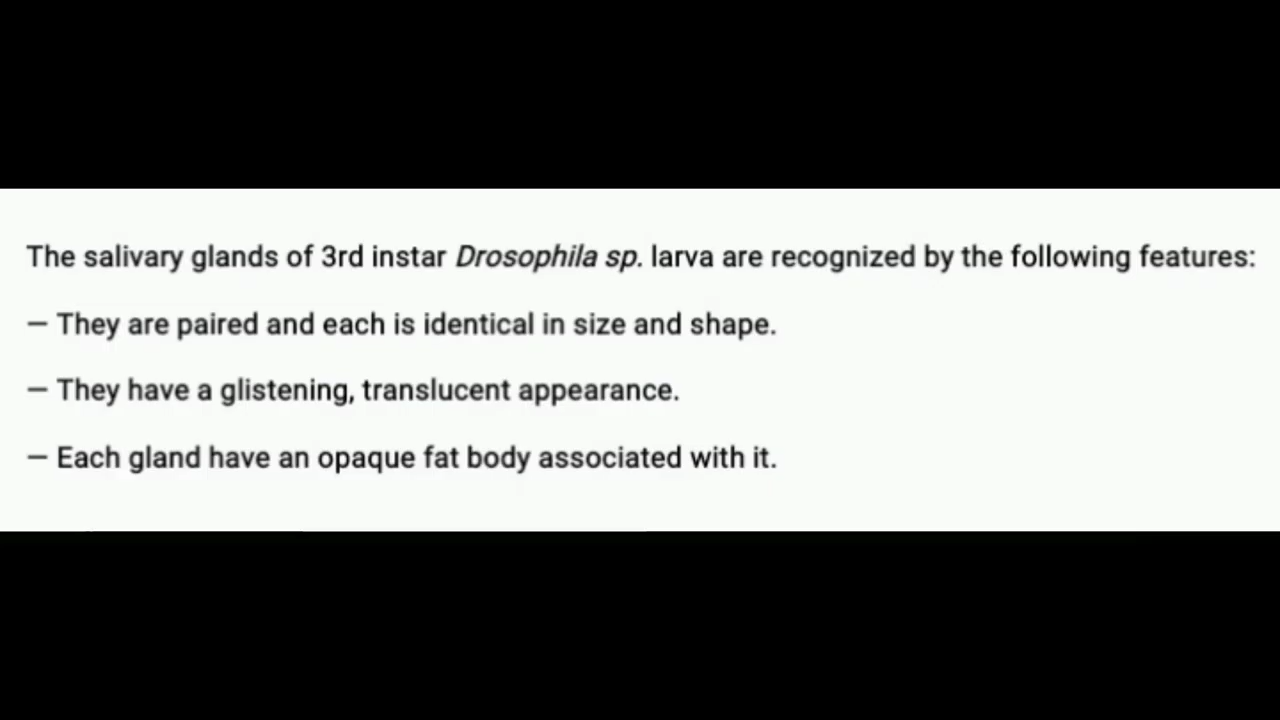 The salivary glands of 3rd instar Drosophila sp. larva are recognized by the following features:
— They are paired and each is identical in size and shape.
— They have a glistening, translucent appearance.
— Each gland have an opaque fat body associated with it.